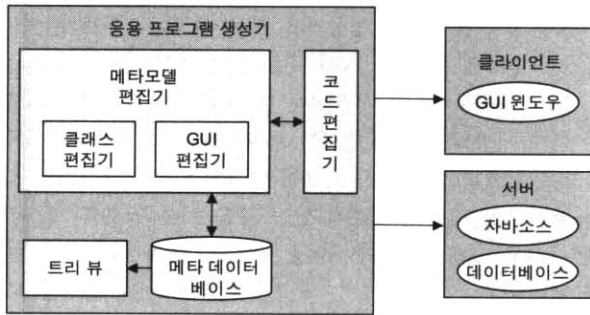 응용 프로그램 생성기
메타모델
편집기
클래스
편집기
GUI
편집기
코
드
편
집
기
트리 뷰
메타 데이터
베이스
클라이언트
GUI 윈도우
서버
자바소스
데이터베이스